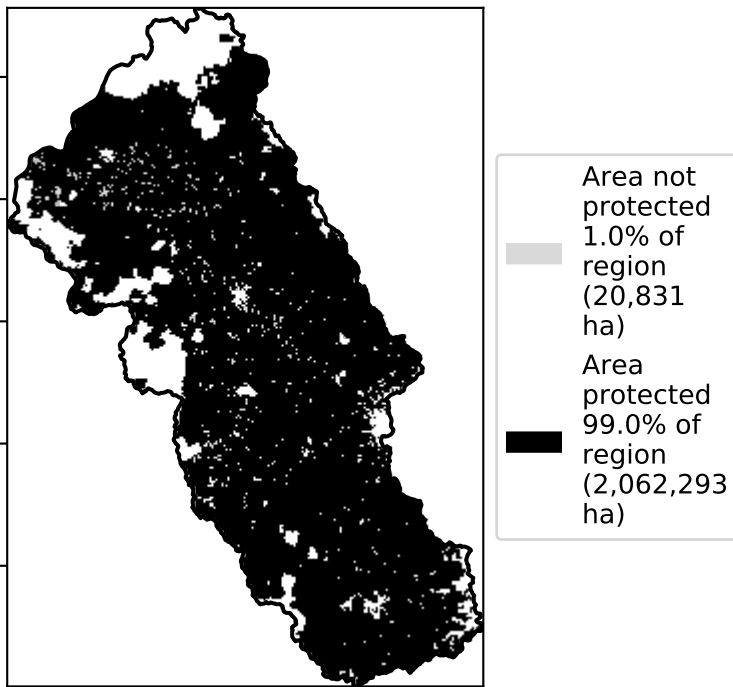 Area not
protected
1.0% of
region
(20,831
ha)
Area
protected
99.0% of
region
(2,062,293
ha)